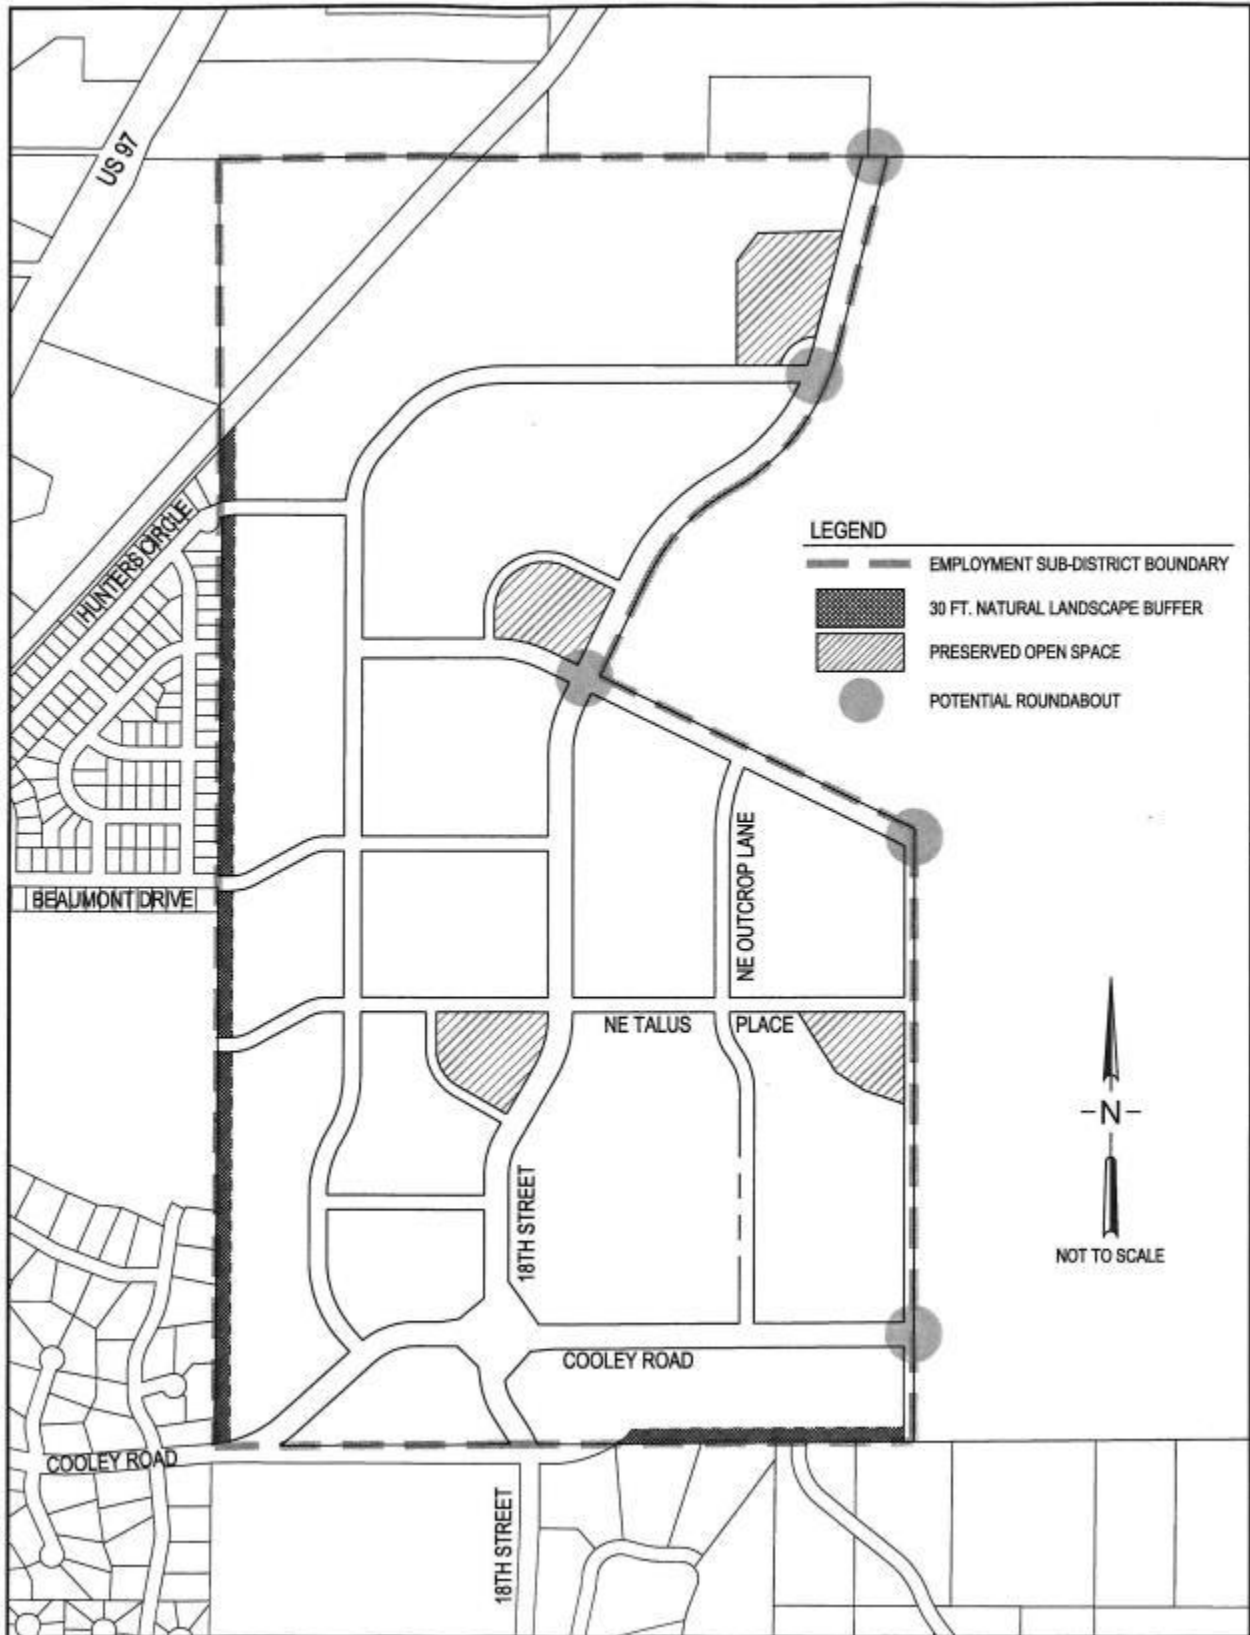 US 97
HUNTERS CIRCLE
LEGEND
EMPLOYMENT SUB-DISTRICT BOUNDARY
30 FT. NATURAL LANDSCAPE BUFFER
PRESERVED OPEN SPACE
POTENTIAL ROUNDABOUT
BEAUMONT DRIVE
NE OUTCROP LANE
NE TALUS PLACE
-N-
NOT TO SCALE
18TH STREET
COOLEY ROAD
COOLEY ROAD
18TH STREET